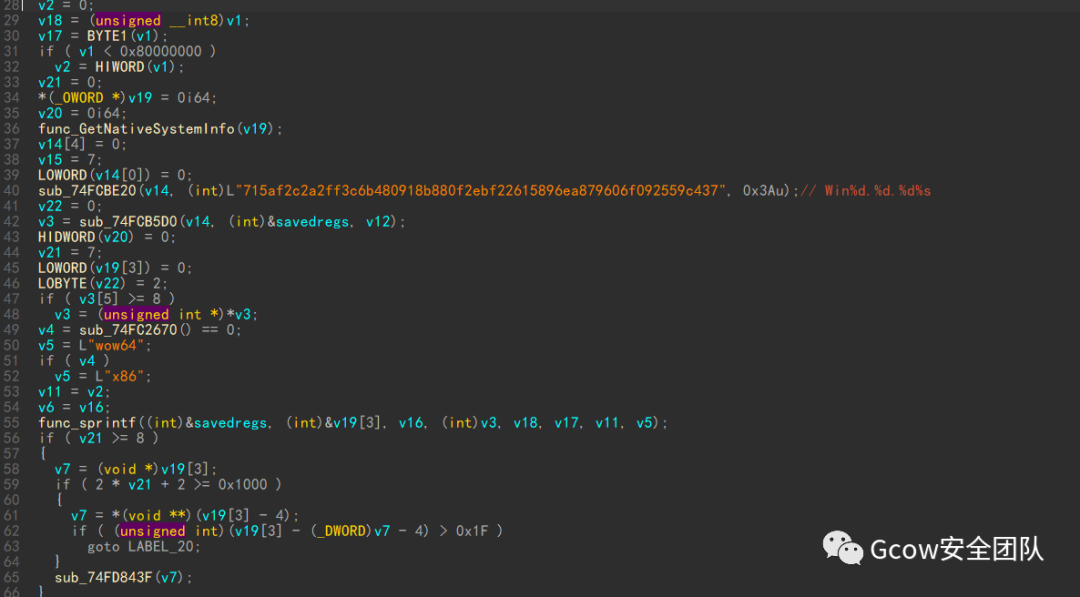 28 v2 = 0;
29 v18 = (unsigned __int8)v1;
30 v17 = BYTE1(v1);
31 if ( v1 < 0x80000000 )
32 v2 = HIWORD(v1);
33 v21 = 0;
34 *(_OWORD *)v19 = 0i64;
35 v20 = 0i64;
36 func_GetNativeSystemInfo(v19);
37 v14[4] = 0;
38 v15 = 7;
39 LOWORD(v14[0]) = 0;
40 sub_74FCBE20(v14, (int)L"715af2c2a2ff3c6b480918b880f2ebf22615896ea879606f092559c437", 0x3Au);// Win%d.%d.%d%s
41 v22 = 0;
42 v3 = sub_74FCB5D0(v14, (int)&savedregs, v12);
43 HIDWORD(v20) = 0;
44 v21 = 7;
45 LOWORD(v19[3]) = 0;
46 LOBYTE(v22) = 2;
47 if ( v3[5] >= 8 )
48 v3 = (unsigned int *)*v3;
49 v4 = sub_74FC2670() == 0;
50 v5 = L"wow64";
51 if ( v4 )
52 v5 = L"x86";
53 v11 = v2;
54 v6 = v16;
55 func_sprintf((int)&savedregs, (int)&v19[3], v16, (int)v3, v18, v17, v11, v5);
56 if ( v21 >= 8 )
57 {
58 v7 = (void *)v19[3];
59 if ( 2 * v21 + 2 >= 0x1000 )
60 {
61 v7 = *(void **)(v19[3] - 4);
62 if ( (unsigned int)(v19[3] - (_DWORD)v7 - 4) > 0x1F )
63 goto LABEL_20;
64 }
65 sub_74FD843F(v7);
66 }
Gcow安全团队